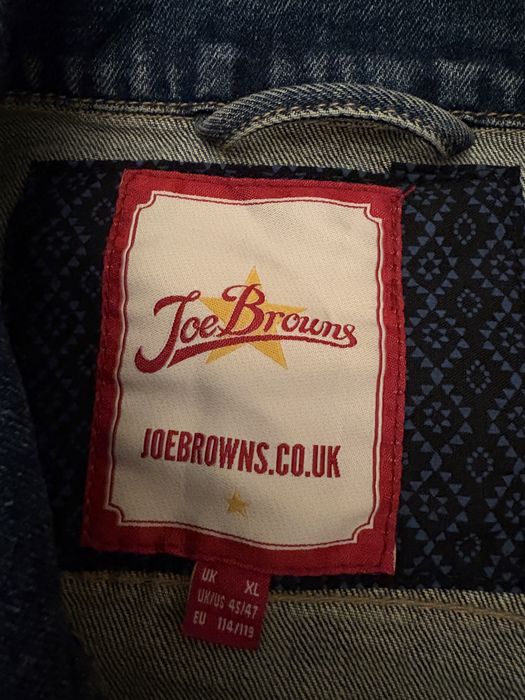 Joe Browns
JOEBROWNS.CO.UK
UK XL
UK/US 45/47
EU 114/119